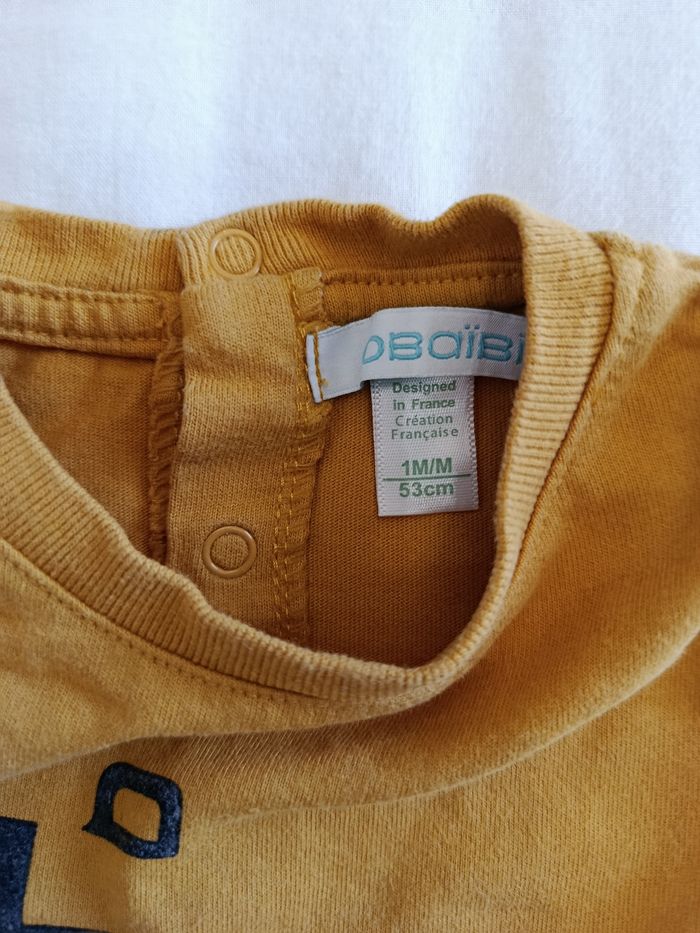 OBAÏBI
Designed
in France
Création
Française
1M/M
53cm